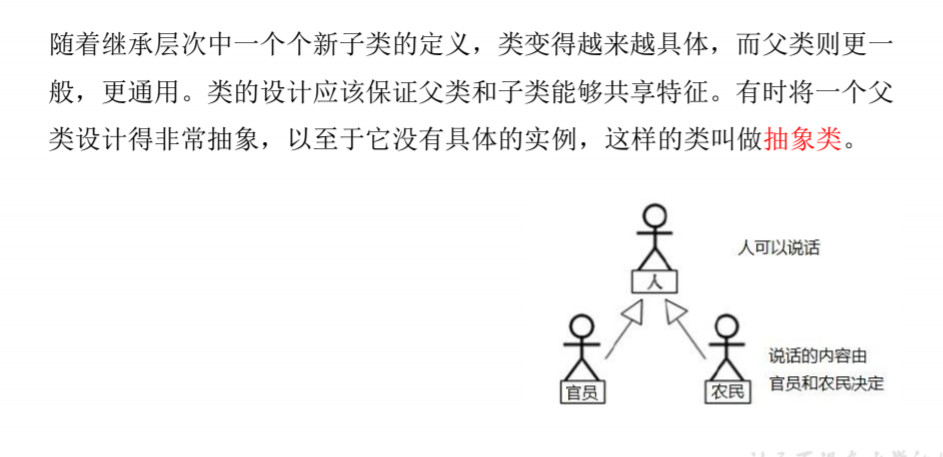 随着继承层次中一个个新子类的定义，类变得越来越具体，而父类则更一
般，更通用。类的设计应该保证父类和子类能够共享特征。有时将一个父
类设计得非常抽象，以至于它没有具体的实例，这样的类叫做抽象类。
人可以说话
人
说话的内容由
官员和农民决定
官员
农民